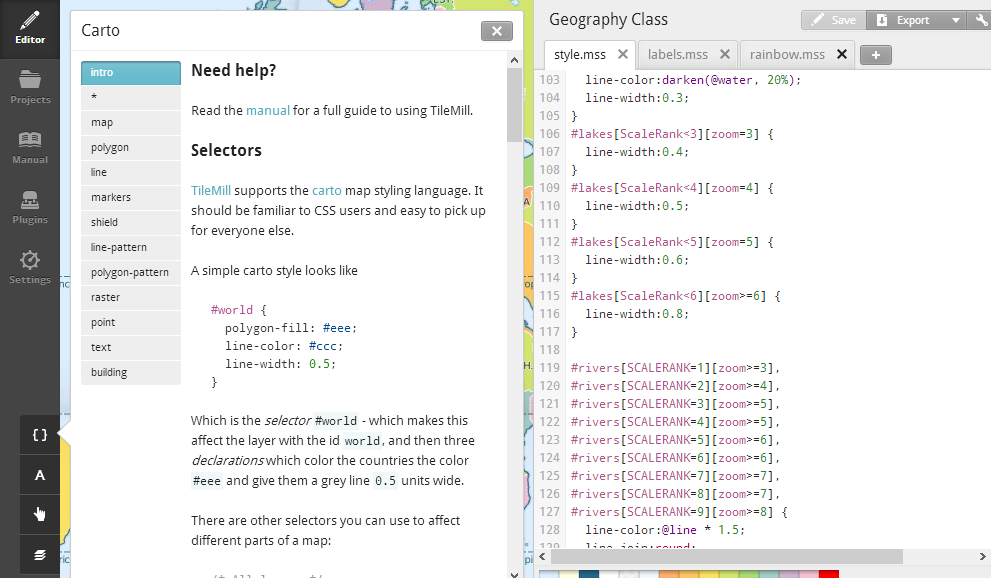 Editor
Projects
Manual
Plugins
Settings
{}
A
Carto
intro
*
map
polygon
line
markers
shield
line-pattern
polygon-pattern
raster
point
text
building
Need help?
Read the manual for a full guide to using TileMill.
Selectors
TileMill supports the carto map styling language. It
should be familiar to CSS users and easy to pick up
for everyone else.
A simple carto style looks like
#world {
polygon-fill: #eee;
line-color: #ccc;
line-width: 0.5;
}
Which is the selector #world - which makes this
affect the layer with the id world, and then three
declarations which color the countries the color
#eee and give them a grey line 0.5 units wide.
There are other selectors you can use to affect
different parts of a map:
Geography Class
Save
Export
style.mss
labels.mss
rainbow.mss
+
103 line-color:darken(@water, 20%);
104 line-width:0.3;
105 }
106 #lakes[ScaleRank<3][zoom=3] {
107 line-width:0.4;
108 }
109 #lakes[ScaleRank<4][zoom=4] {
110 line-width:0.5;
111 }
112 #lakes[ScaleRank<5][zoom=5] {
113 line-width:0.6;
114 }
115 #lakes[ScaleRank<6][zoom>=6] {
116 line-width:0.8;
117 }
118
119 #rivers[SCALERANK=1][zoom>=3],
120 #rivers[SCALERANK=2][zoom>=4],
121 #rivers[SCALERANK=3][zoom>=5],
122 #rivers[SCALERANK=4][zoom>=5],
123 #rivers[SCALERANK=5][zoom>=6],
124 #rivers[SCALERANK=6][zoom>=6],
125 #rivers[SCALERANK=7][zoom>=7],
126 #rivers[SCALERANK=8][zoom>=7],
127 #rivers[SCALERANK=9][zoom>=8] {
128 line-color:@line * 1.5;
129 line-join:round;